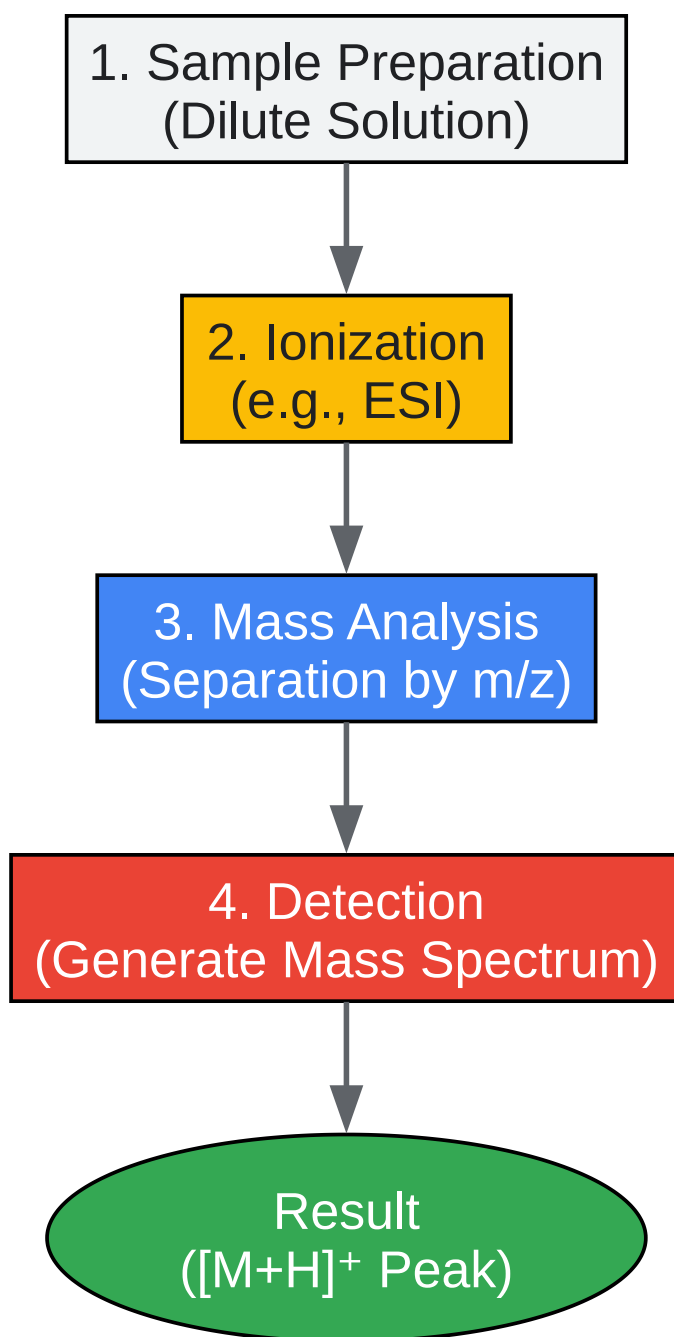 1. Sample Preparation
(Dilute Solution)
2. Ionization
(e.g., ESI)
3. Mass Analysis
(Separation by m/z)
4. Detection
(Generate Mass Spectrum)
Result
([M+H]⁺ Peak)